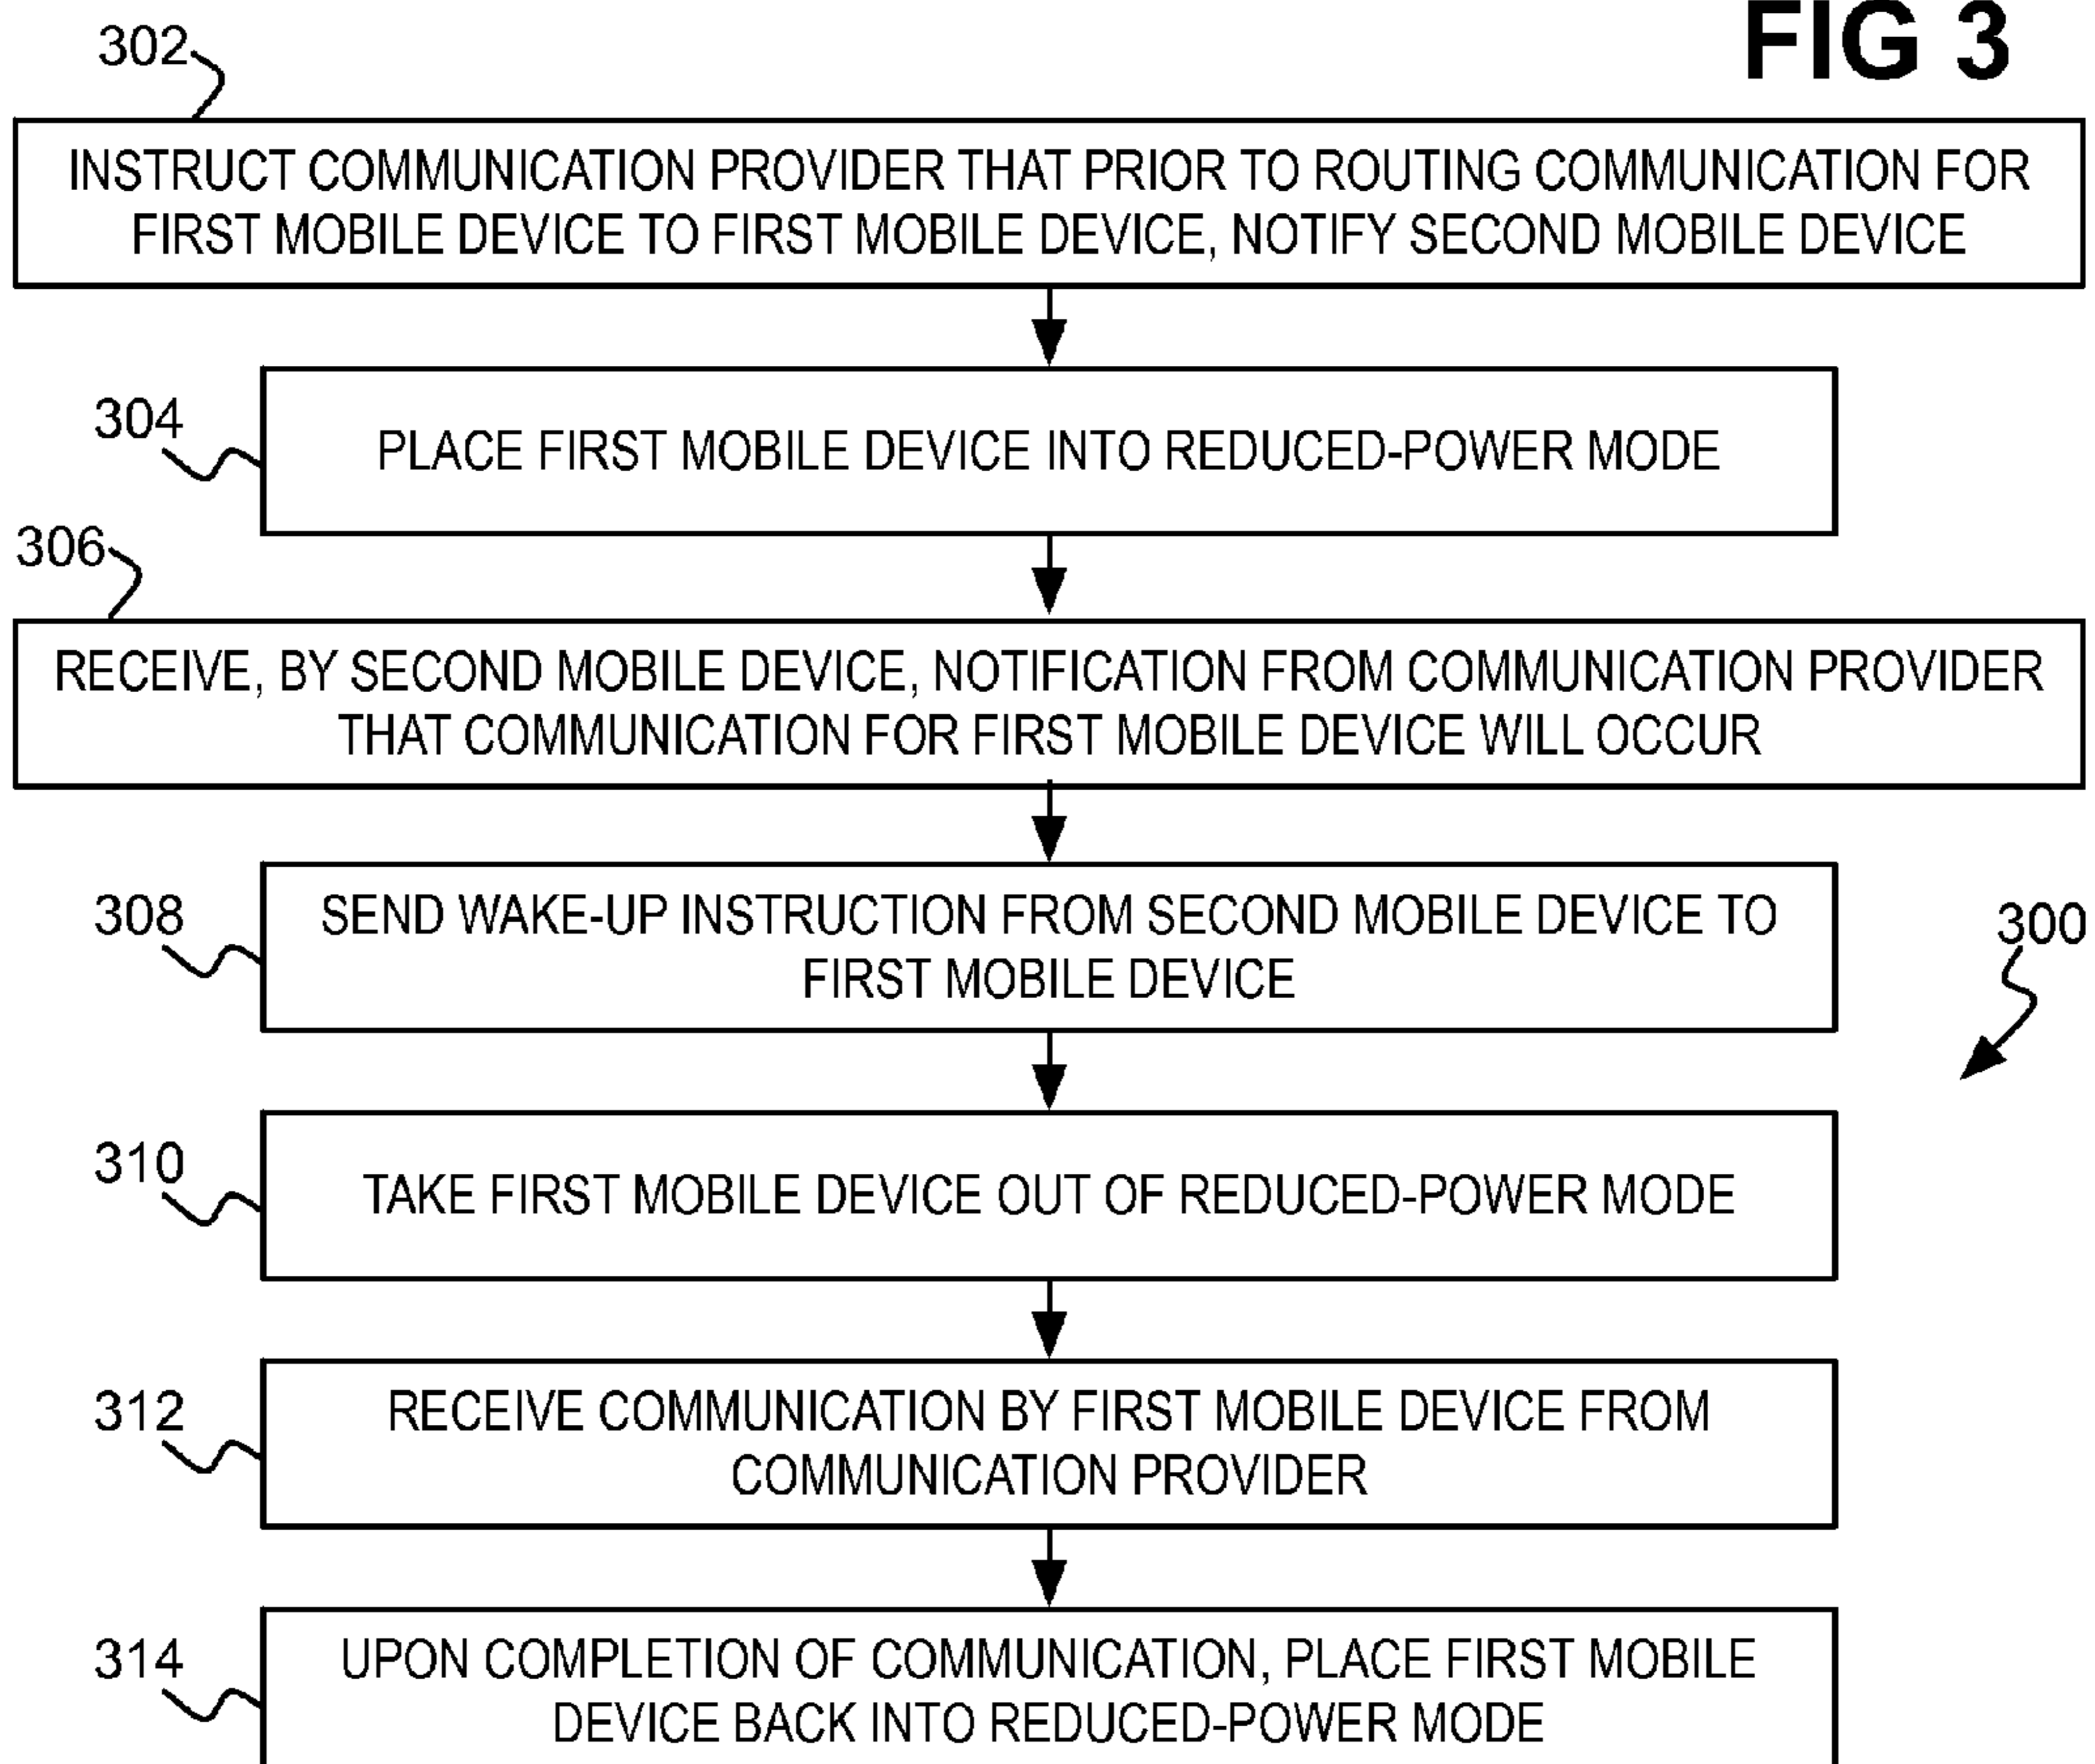 FIG 3
302
INSTRUCT COMMUNICATION PROVIDER THAT PRIOR TO ROUTING COMMUNICATION FOR
FIRST MOBILE DEVICE TO FIRST MOBILE DEVICE, NOTIFY SECOND MOBILE DEVICE
304
PLACE FIRST MOBILE DEVICE INTO REDUCED-POWER MODE
306
RECEIVE, BY SECOND MOBILE DEVICE, NOTIFICATION FROM COMMUNICATION PROVIDER
THAT COMMUNICATION FOR FIRST MOBILE DEVICE WILL OCCUR
308
SEND WAKE-UP INSTRUCTION FROM SECOND MOBILE DEVICE TO
FIRST MOBILE DEVICE
300
310
TAKE FIRST MOBILE DEVICE OUT OF REDUCED-POWER MODE
312
RECEIVE COMMUNICATION BY FIRST MOBILE DEVICE FROM
COMMUNICATION PROVIDER
314
UPON COMPLETION OF COMMUNICATION, PLACE FIRST MOBILE
DEVICE BACK INTO REDUCED-POWER MODE